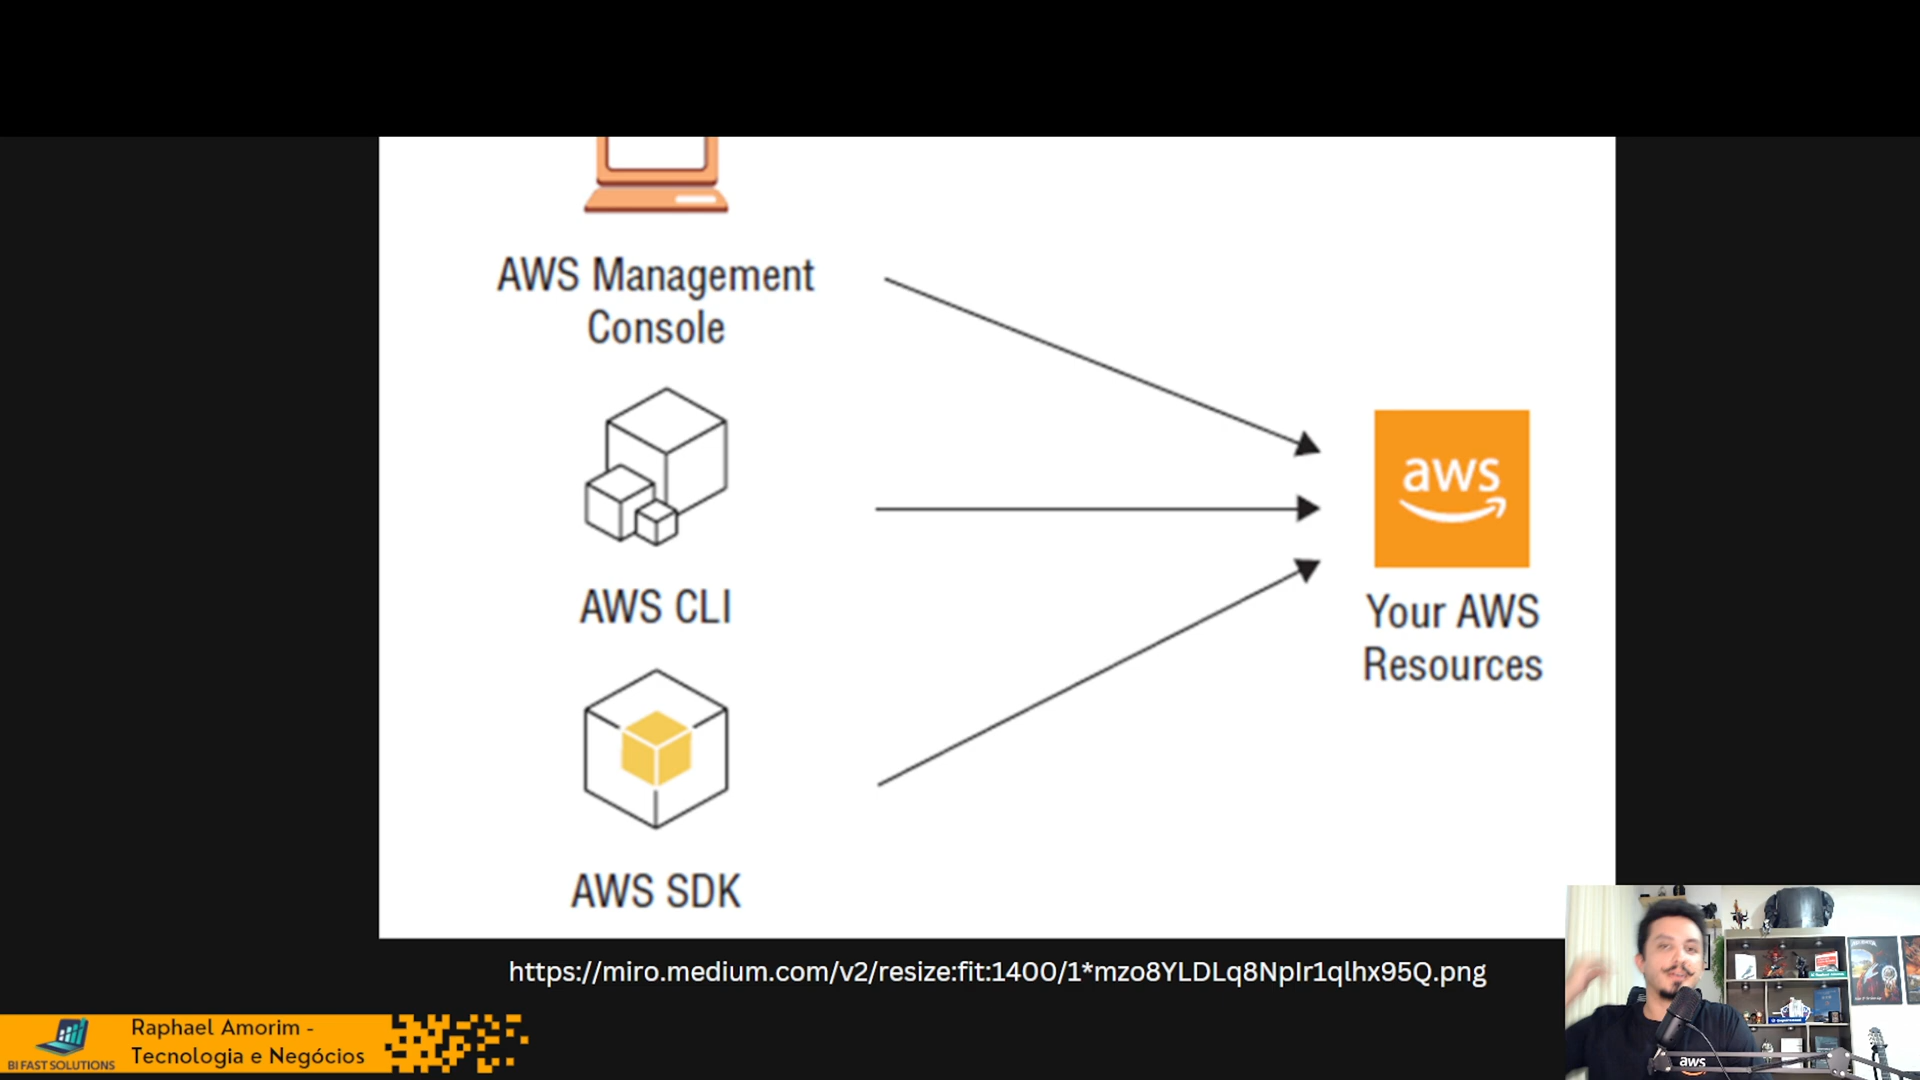 AWS Management
Console
AWS CLI
AWS SDK
aws
Your AWS
Resources
https://miro.medium.com/v2/resize:fit:1400/1*mzo8YLDLq8NpIr1qlhx95Q.png
BI FAST SOLUTIONS
Raphael Amorim -
Tecnologia e Negócios
aws